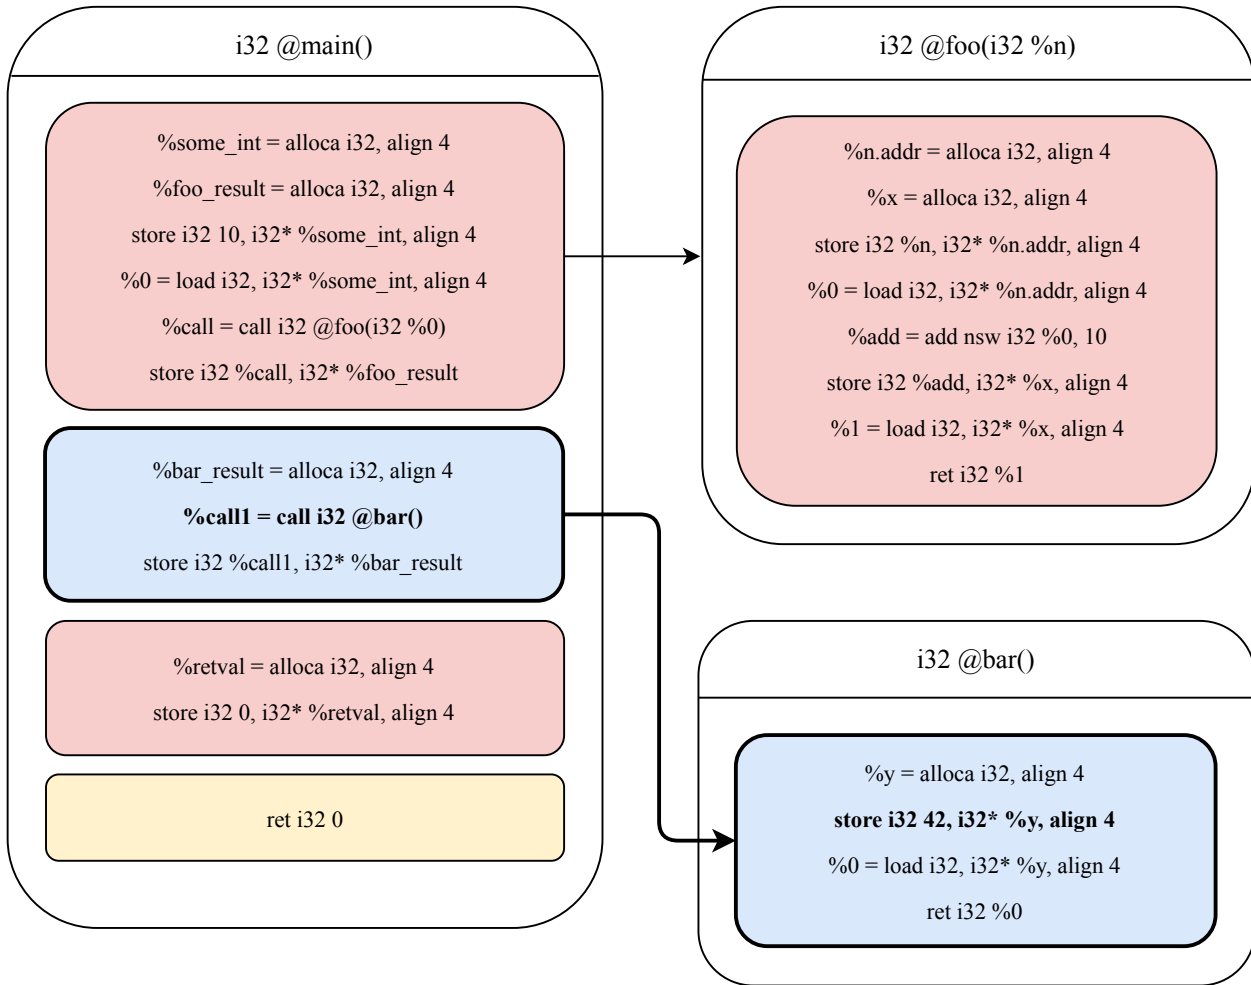 i32 @main()
%some_int = alloca i32, align 4
%foo_result = alloca i32, align 4
store i32 10, i32* %some_int, align 4
%0 = load i32, i32* %some_int, align 4
%call = call i32 @foo(i32 %0)
store i32 %call, i32* %foo_result
%bar_result = alloca i32, align 4
%call1 = call i32 @bar()
store i32 %call1, i32* %bar_result
%retval = alloca i32, align 4
store i32 0, i32* %retval, align 4
ret i32 0
i32 @foo(i32 %n)
%n.addr = alloca i32, align 4
%x = alloca i32, align 4
store i32 %n, i32* %n.addr, align 4
%0 = load i32, i32* %n.addr, align 4
%add = add nsw i32 %0, 10
store i32 %add, i32* %x, align 4
%1 = load i32, i32* %x, align 4
ret i32 %1
i32 @bar()
%y = alloca i32, align 4
store i32 42, i32* %y, align 4
%0 = load i32, i32* %y, align 4
ret i32 %0